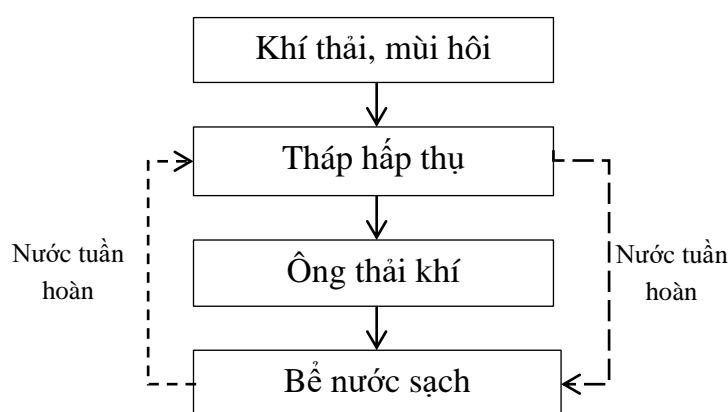 Khí thải, mùi hôi
Tháp hấp thụ
Nước tuần
hoàn
Ông thải khí
Nước tuần
hoàn
Bể nước sạch